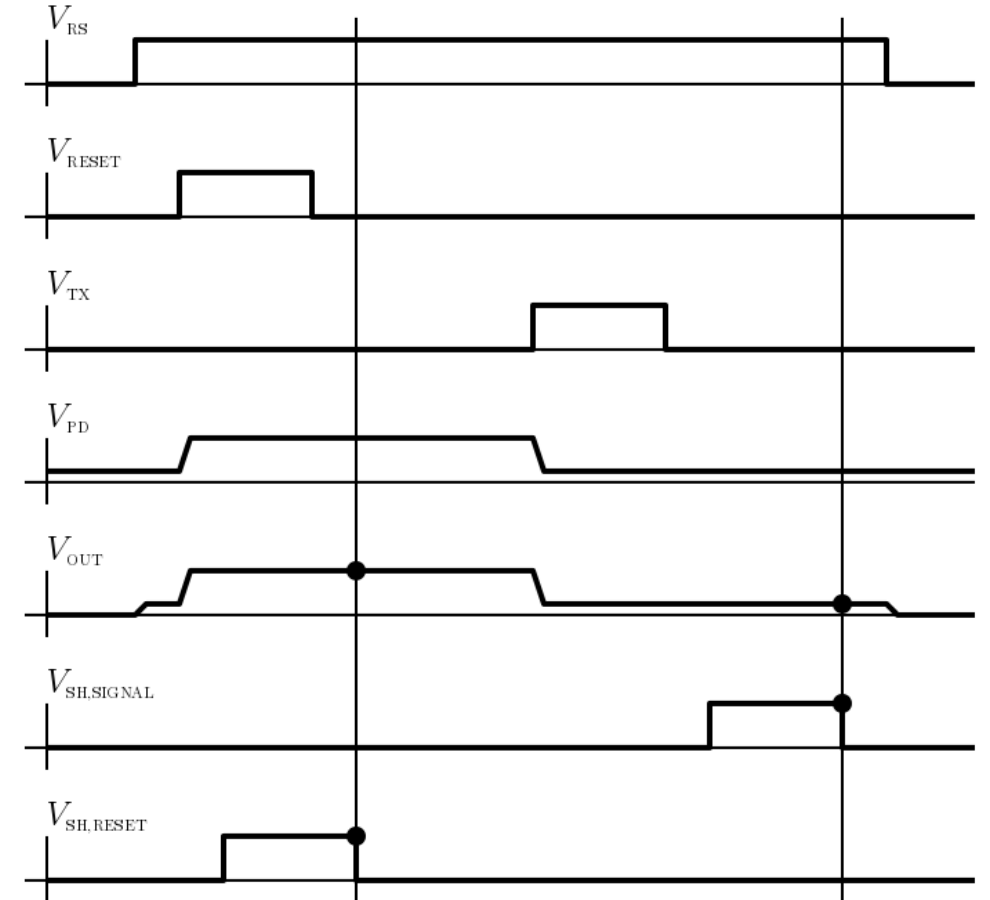 V_RS
V_RESET
V_TX
V_PD
V_OUT
V_SH,SIGNAL
V_SH,RESET